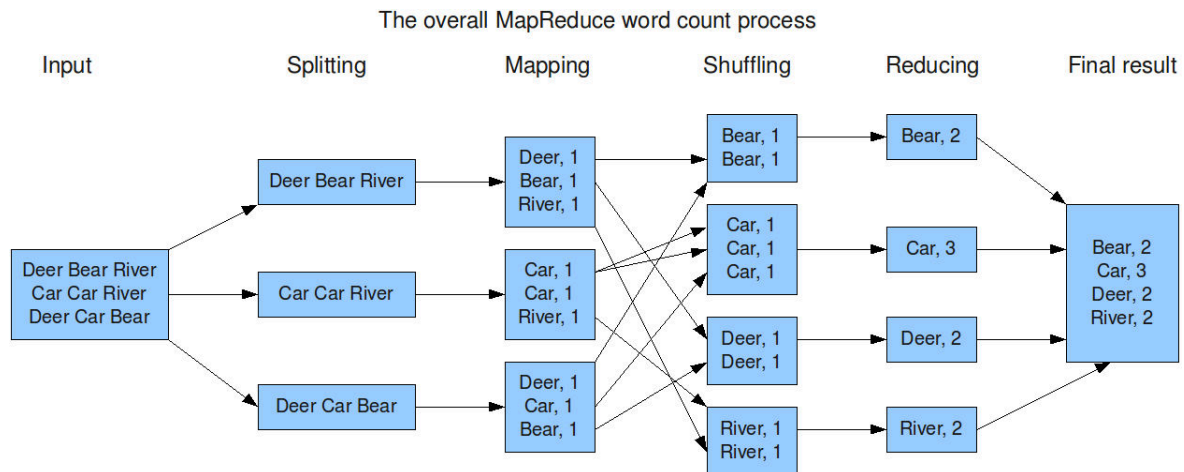 The overall MapReduce word count process
Input
Splitting
Mapping
Shuffling
Reducing
Final result
Deer Bear River
Car Car River
Deer Car Bear
Deer Bear River
Car Car River
Deer Car Bear
Deer, 1
Bear, 1
River, 1
Car, 1
Car, 1
River, 1
Deer, 1
Car, 1
Bear, 1
Bear, 1
Bear, 1
Car, 1
Car, 1
Car, 1
Deer, 1
Deer, 1
River, 1
River, 1
Bear, 2
Car, 3
Deer, 2
River, 2
Bear, 2
Car, 3
Deer, 2
River, 2